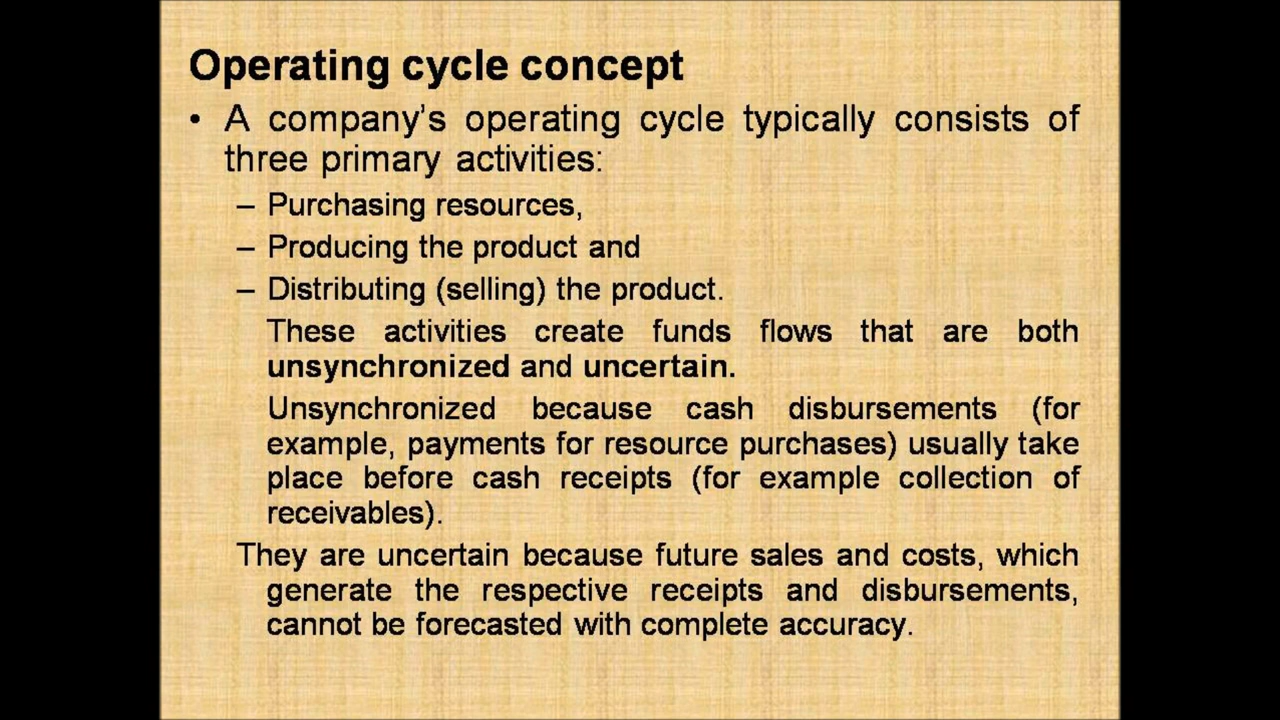 Operating cycle concept
• A company's operating cycle typically consists of
three primary activities:
– Purchasing resources,
– Producing the product and
– Distributing (selling) the product.
These activities create funds flows that are both
unsynchronized and uncertain.
Unsynchronized because cash disbursements (for
example, payments for resource purchases) usually take
place before cash receipts (for example collection of
receivables).
They are uncertain because future sales and costs, which
generate the respective receipts and disbursements,
cannot be forecasted with complete accuracy.